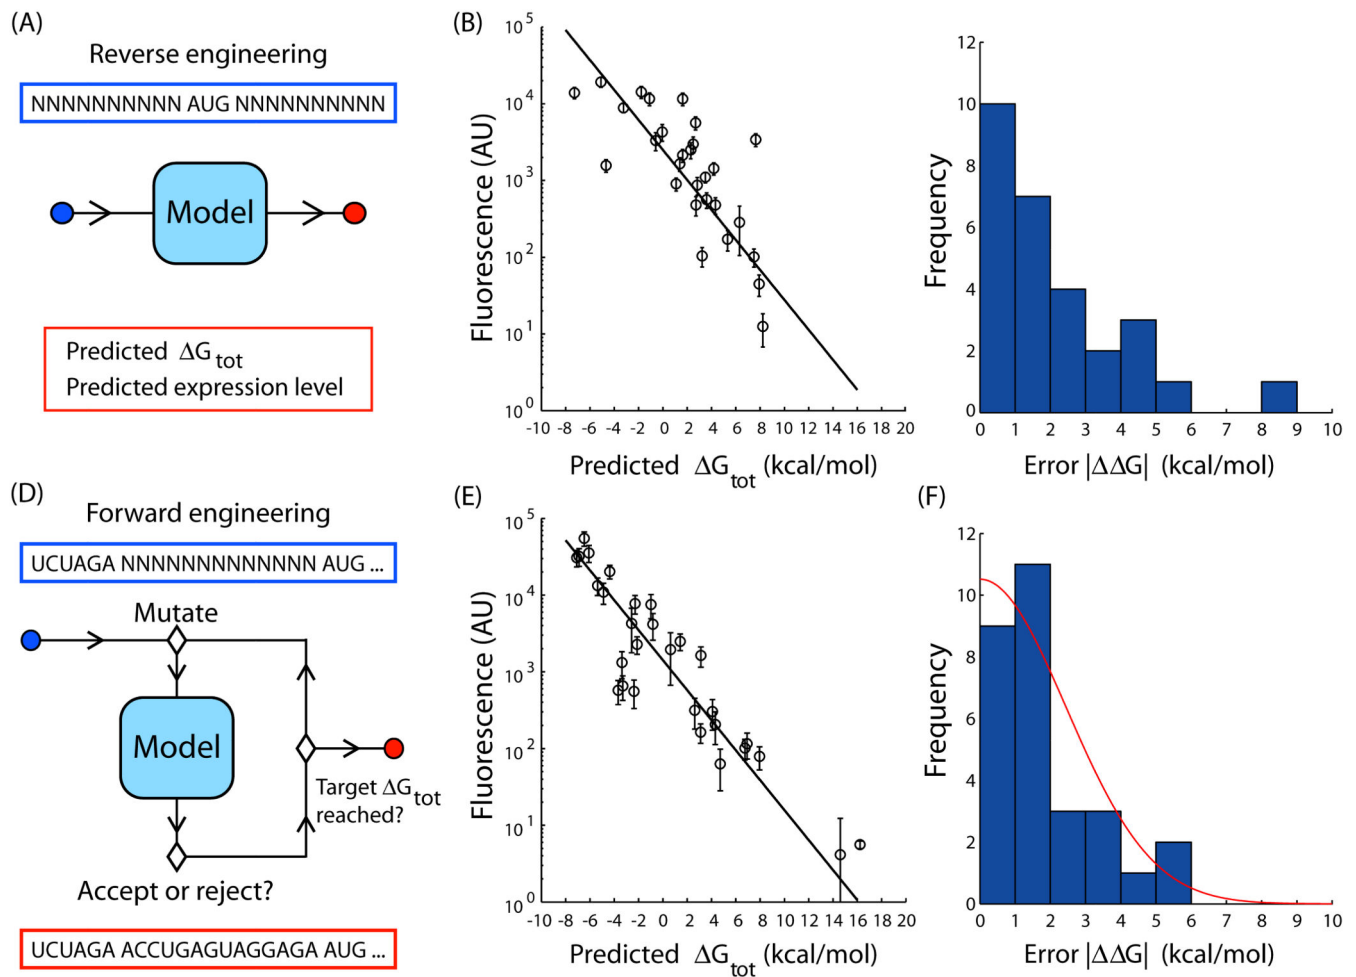 (A)
Reverse engineering
NNNNNNNNNN AUG NNNNNNNNNN
Model
Predicted ΔG tot
Predicted expression level
(B)
10^5
10^4
10^3
10^2
10^1
10^0
Fluorescence (AU)
-10 -8 -6 -4 -2 0 2 4 6 8 10 12 14 16 18 20
Predicted ΔG tot (kcal/mol)
12
10
8
6
4
2
0
Frequency
0 1 2 3 4 5 6 7 8 9 10
Error |ΔΔG| (kcal/mol)
(D)
Forward engineering
UCUAGA NNNNNNNNNNNNN AUG ...
Mutate
Model
Target ΔG tot
reached?
Accept or reject?
UCUAGA ACCUGAGUAGGAGA AUG ...
(E)
10^5
10^4
10^3
10^2
10^1
10^0
Fluorescence (AU)
-10 -8 -6 -4 -2 0 2 4 6 8 10 12 14 16 18 20
Predicted ΔG tot (kcal/mol)
(F)
12
10
8
6
4
2
0
Frequency
0 1 2 3 4 5 6 7 8 9 10
Error |ΔΔG| (kcal/mol)